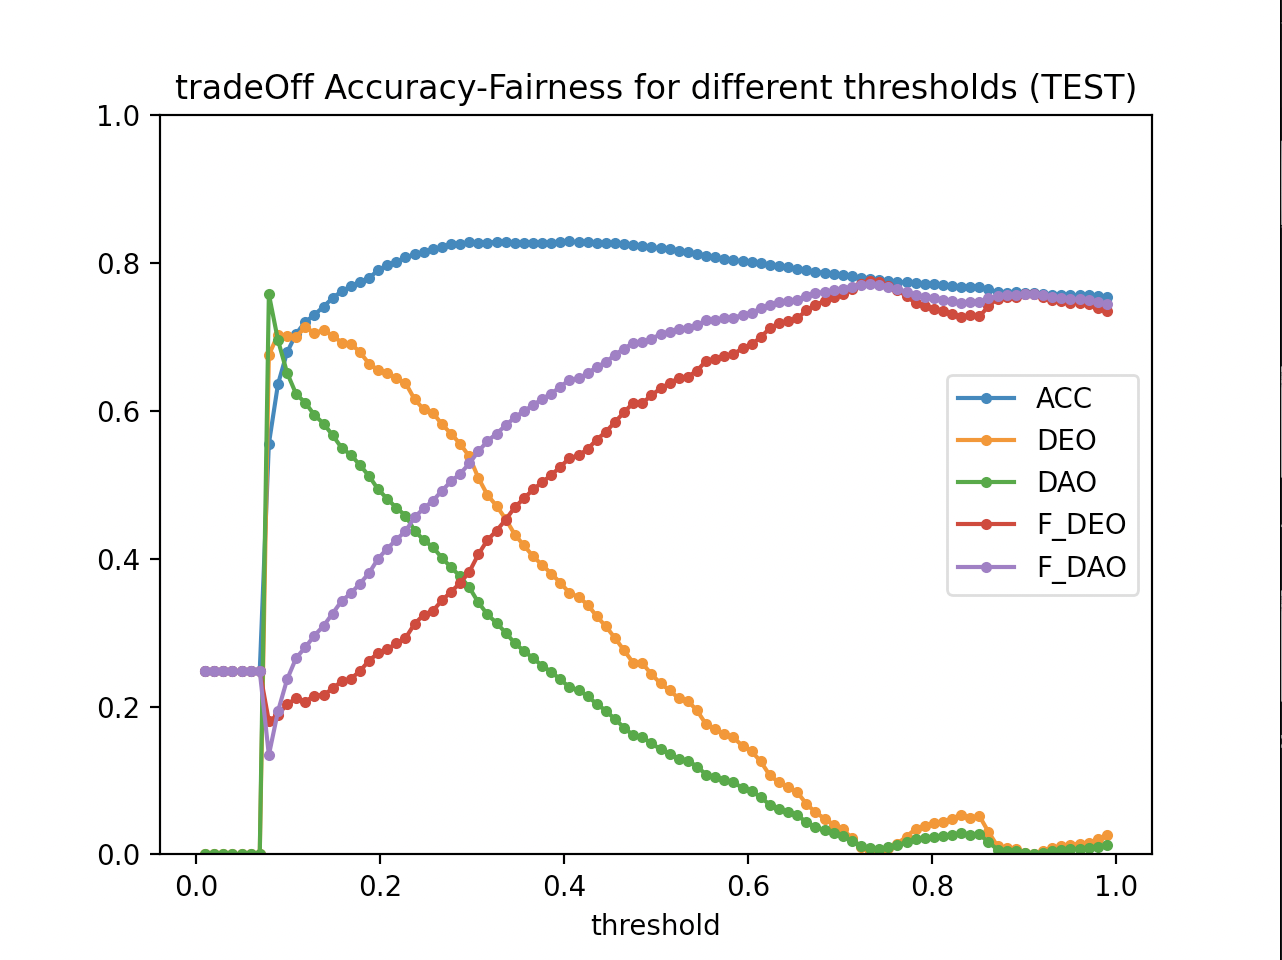 tradeOff Accuracy-Fairness for different thresholds (TEST)
1.0
0.8
0.6
0.4
0.2
0.0
ACC
DEO
DAO
F_DEO
F_DAO
0.0 0.2 0.4 0.6 0.8 1.0
threshold